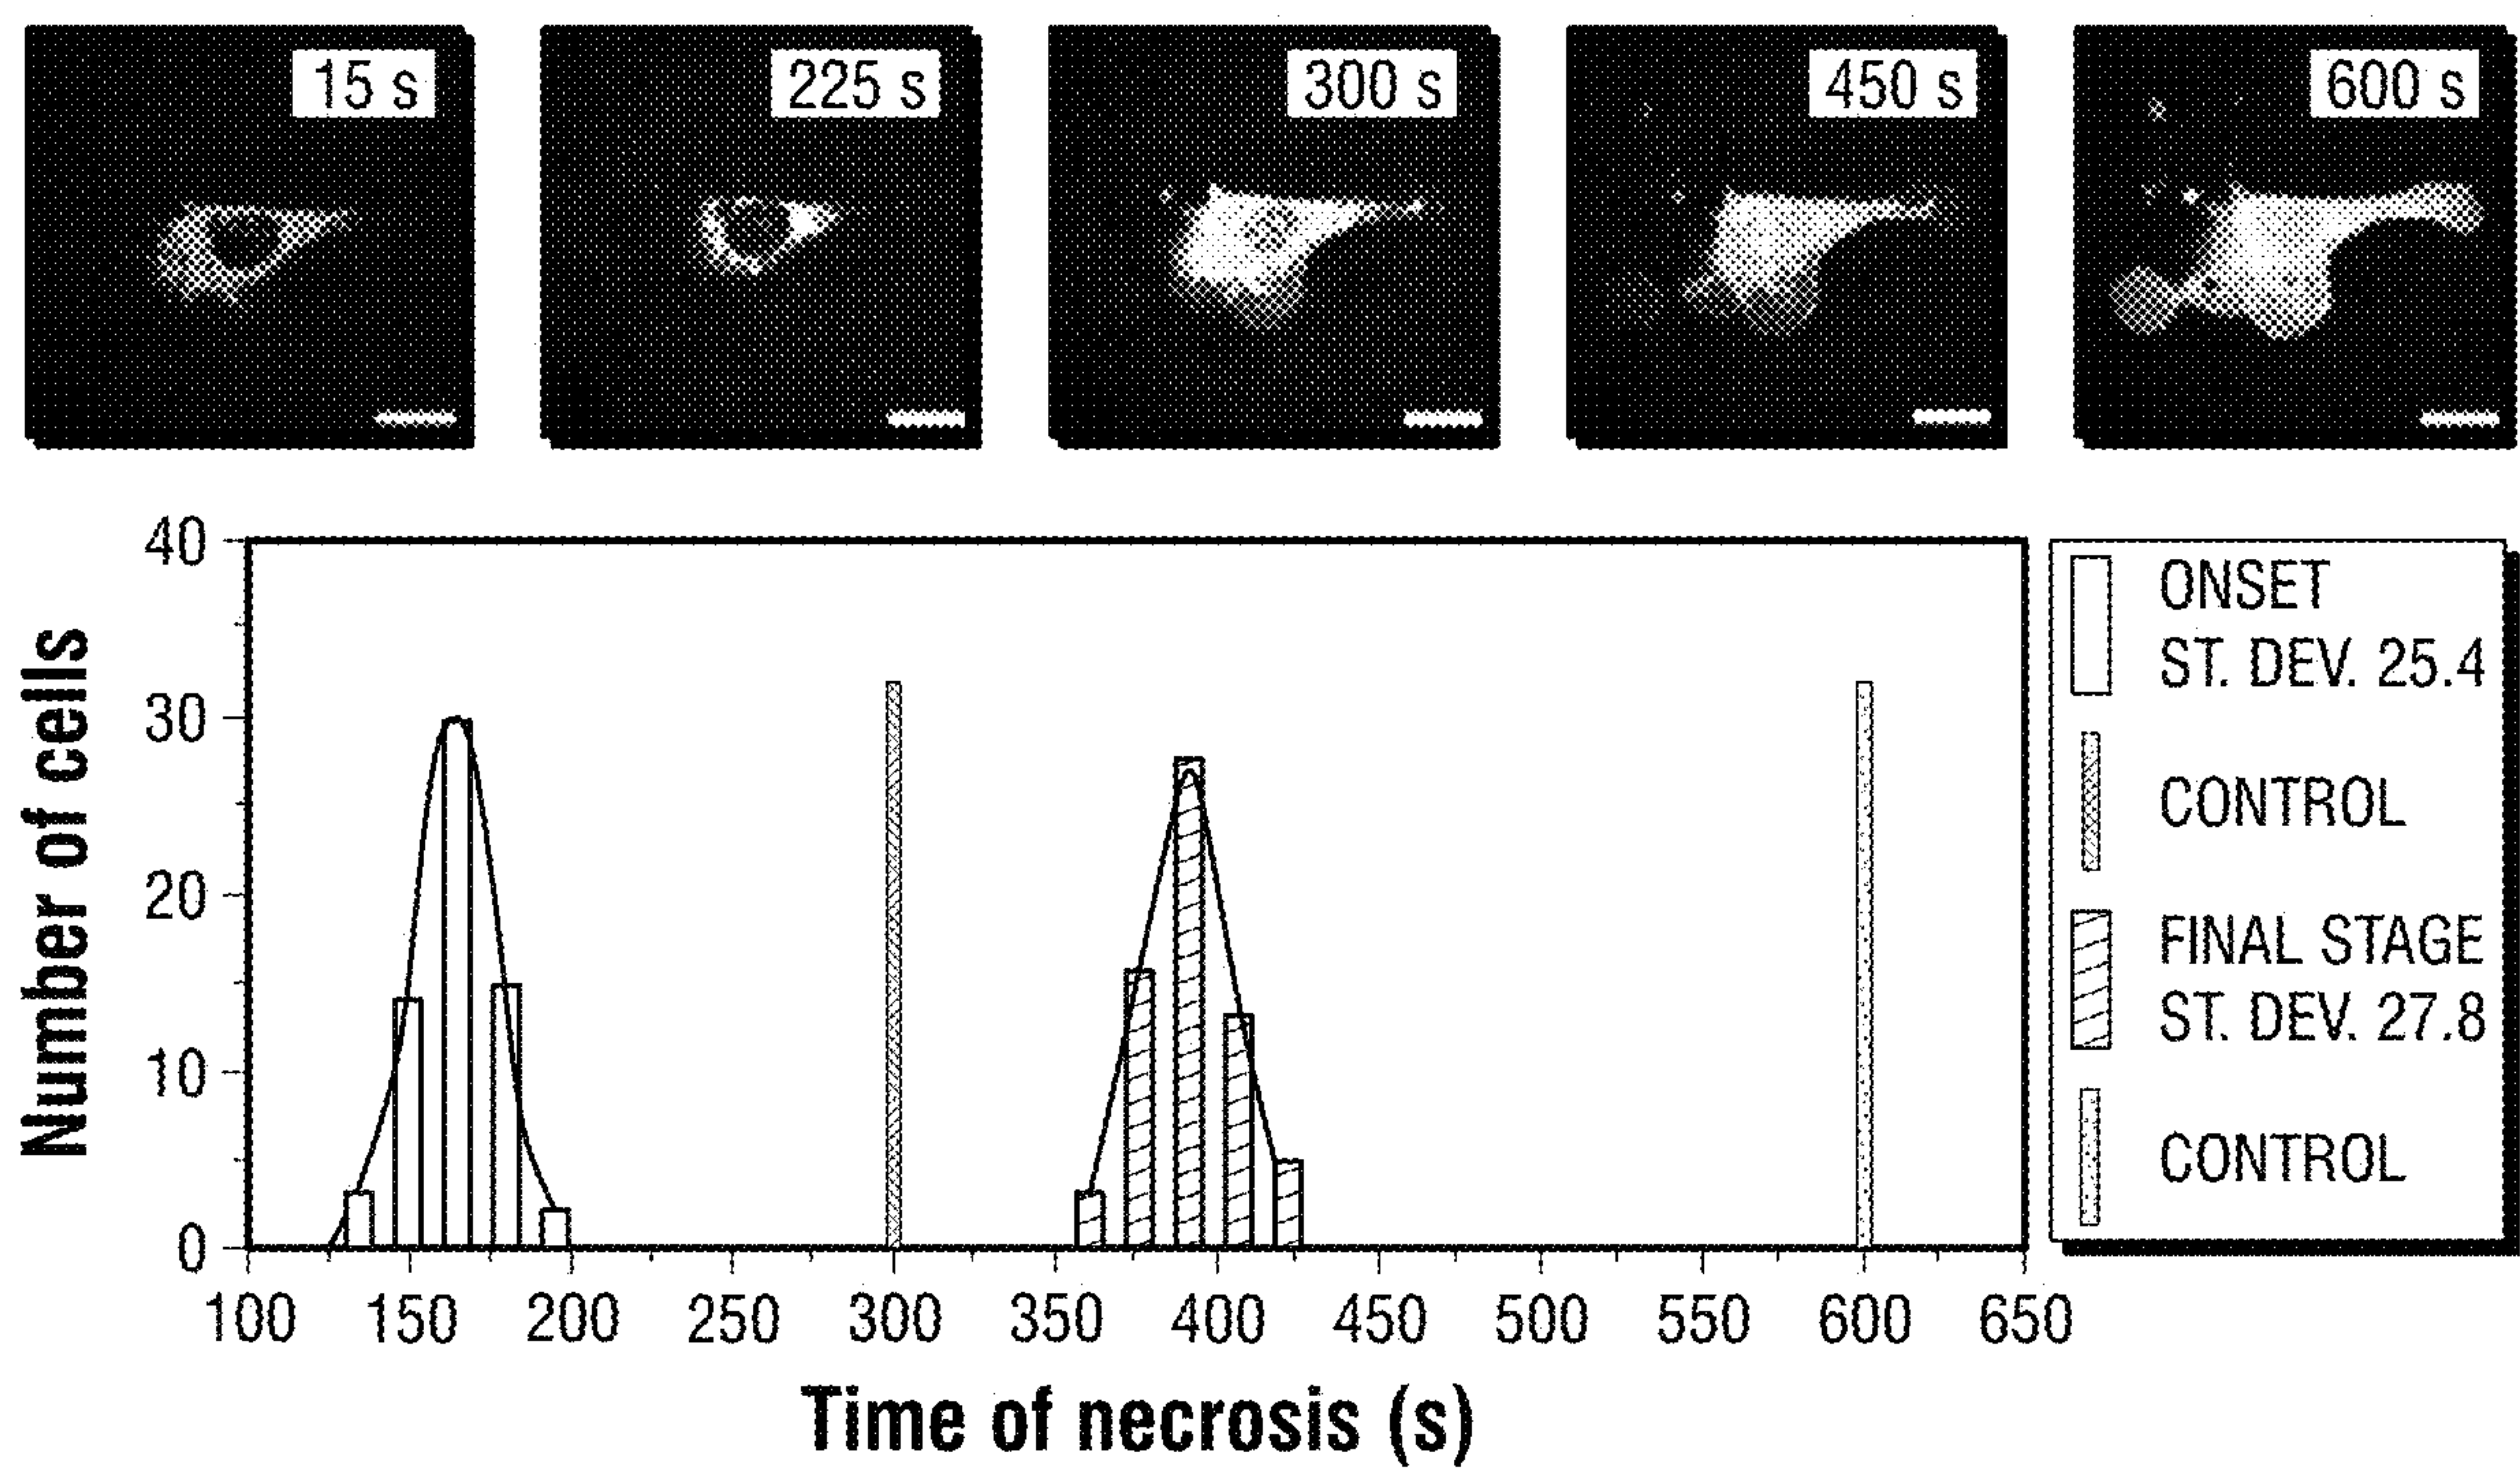 15 s
225 s
300 s
450 s
600 s
Number of cells
40
30
20
10
0
100 150 200 250 300 350 400 450 500 550 600 650
Time of necrosis (s)
ONSET
ST. DEV. 25.4
CONTROL
FINAL STAGE
ST. DEV. 27.8
CONTROL